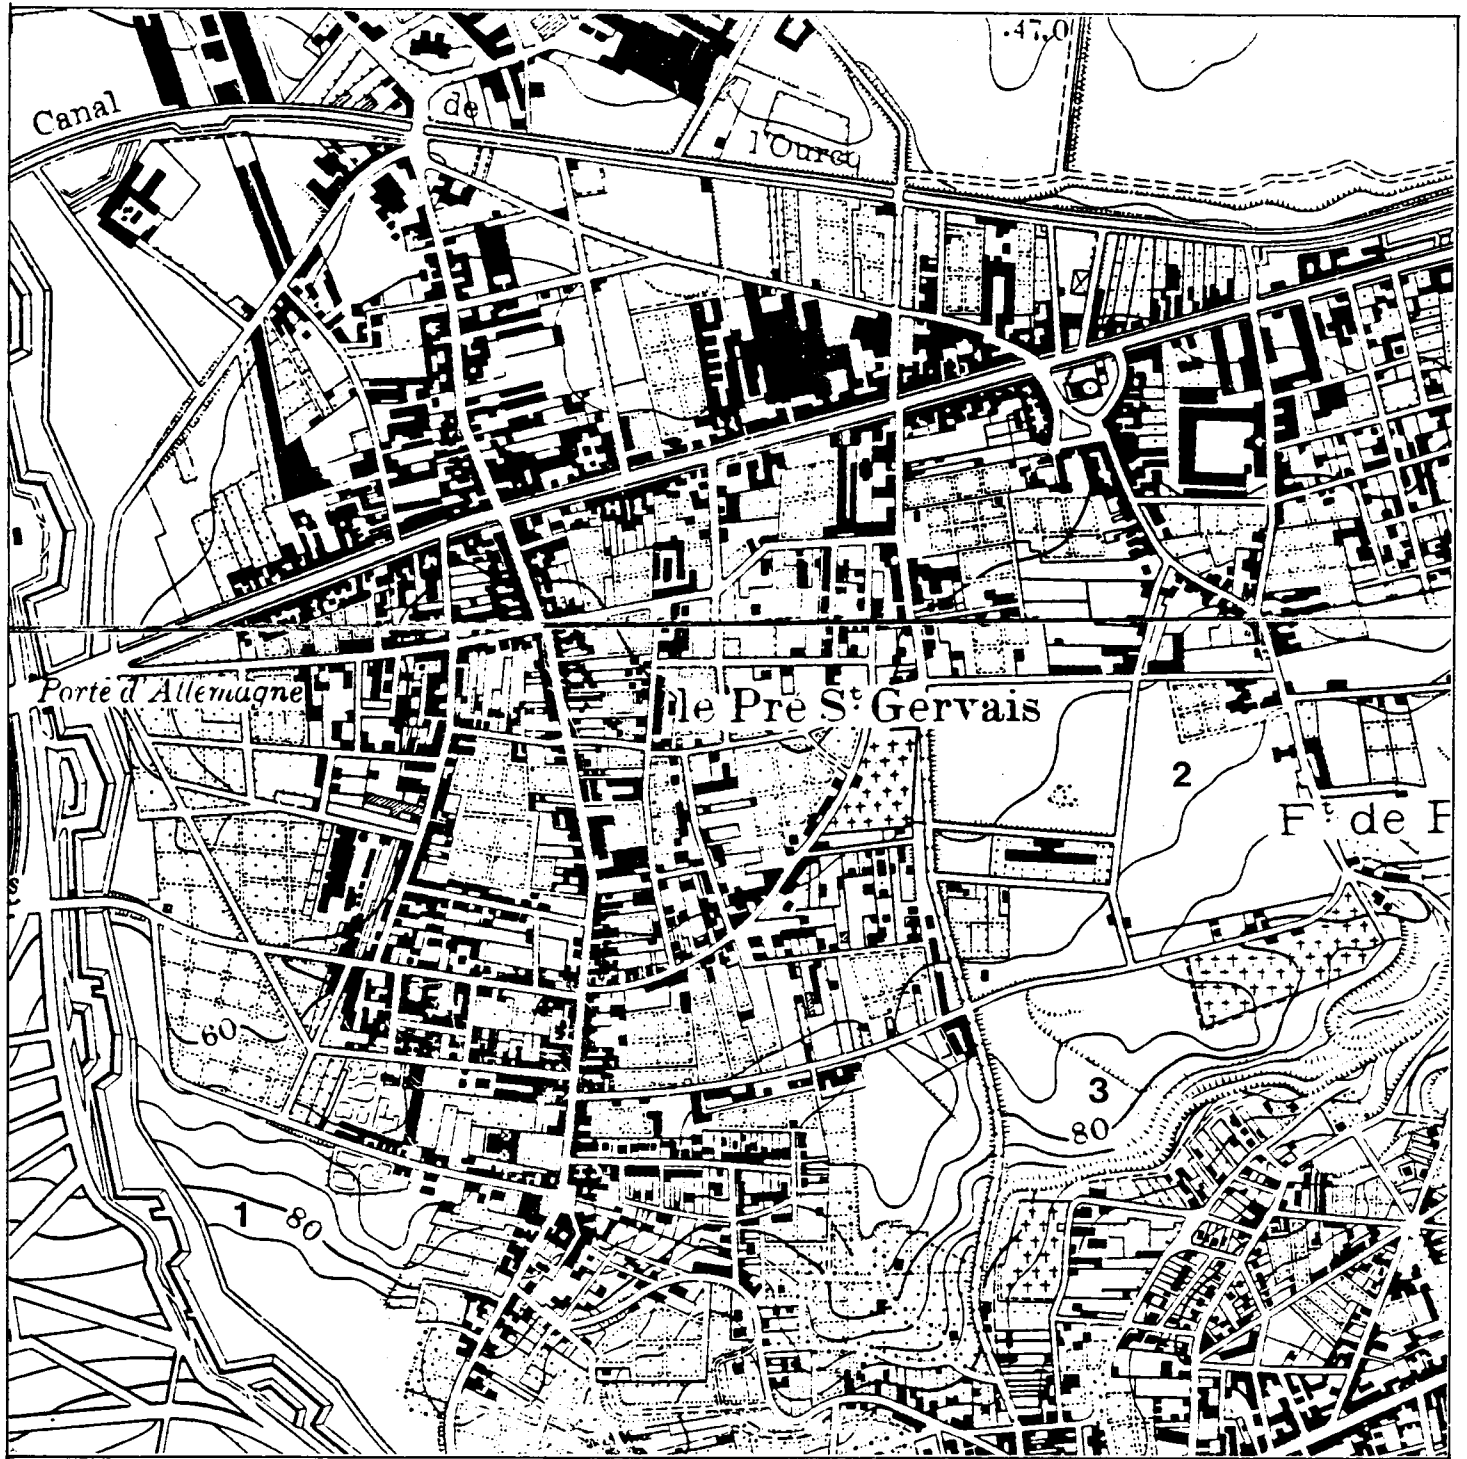 .47.0
Canal de l'Ourcq
Porte d'Allemagne
le Pré St Gervais
2
Ft de F
s
60
3
80
1
80